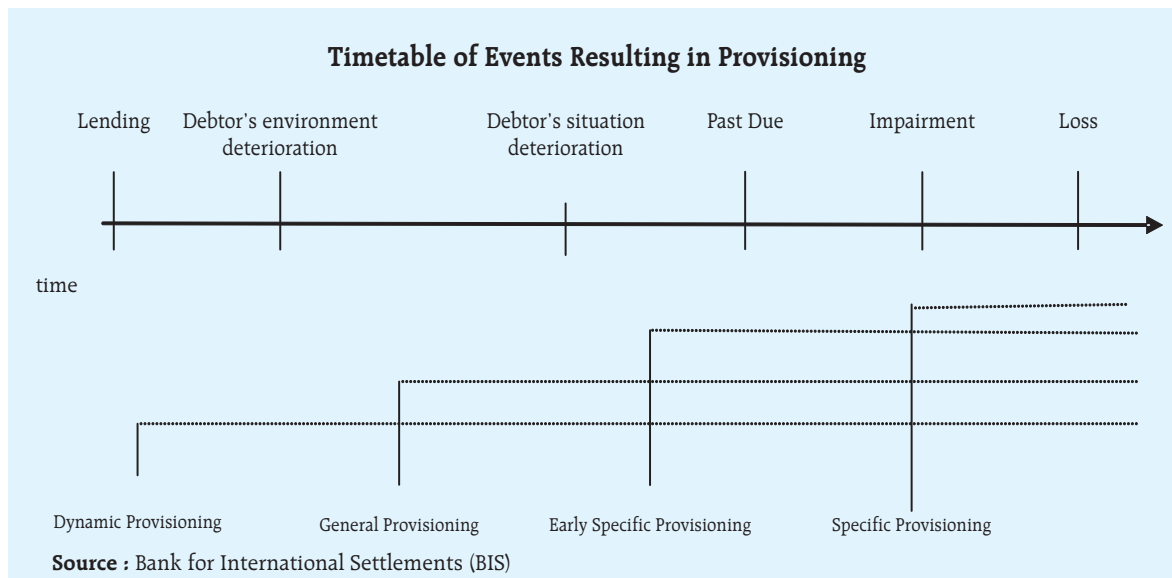 Timetable of Events Resulting in Provisioning
Lending
Debtor's environment
deterioration
Debtor's situation
deterioration
Past Due
Impairment
Loss
time
Dynamic Provisioning
General Provisioning
Early Specific Provisioning
Specific Provisioning
Source : Bank for International Settlements (BIS)